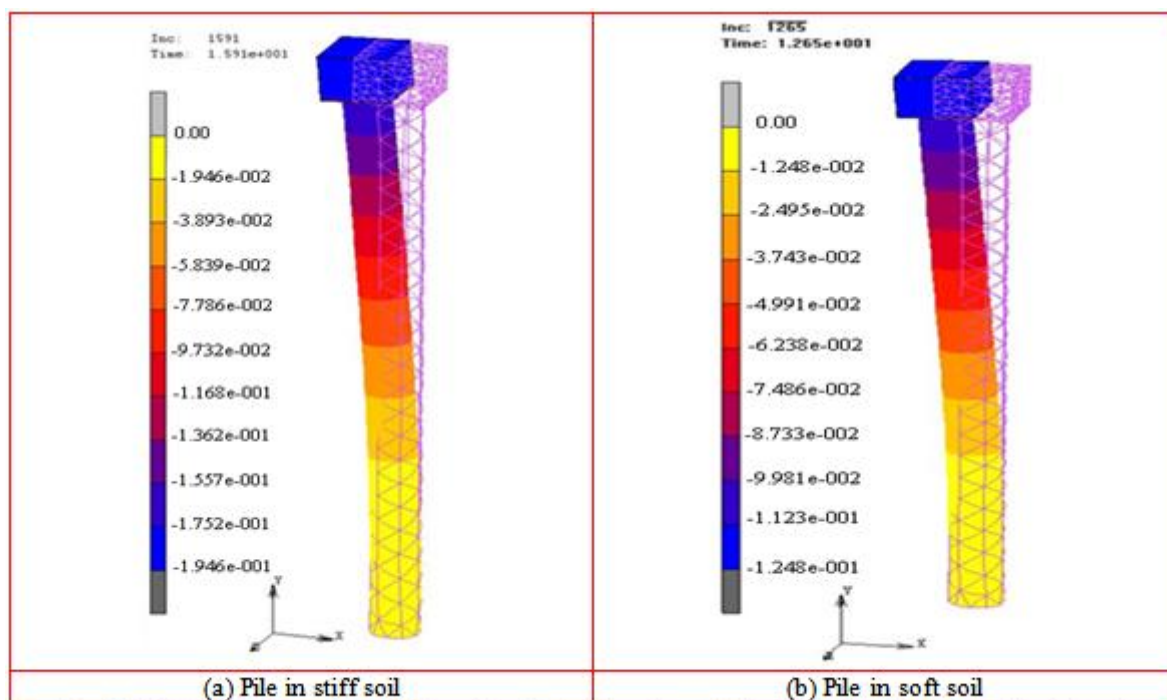 Inc: 1591
Time: 1.591e+001
0.00
-1.946e-002
-3.893e-002
-5.839e-002
-7.786e-002
-9.732e-002
-1.168e-001
-1.362e-001
-1.557e-001
-1.752e-001
-1.946e-001
Y
X
Z
(a) Pile in stiff soil
Inc: 1265
Time: 1.265e+001
0.00
-1.248e-002
-2.495e-002
-3.743e-002
-4.991e-002
-6.238e-002
-7.486e-002
-8.733e-002
-9.981e-002
-1.123e-001
-1.248e-001
Y
X
Z
(b) Pile in soft soil